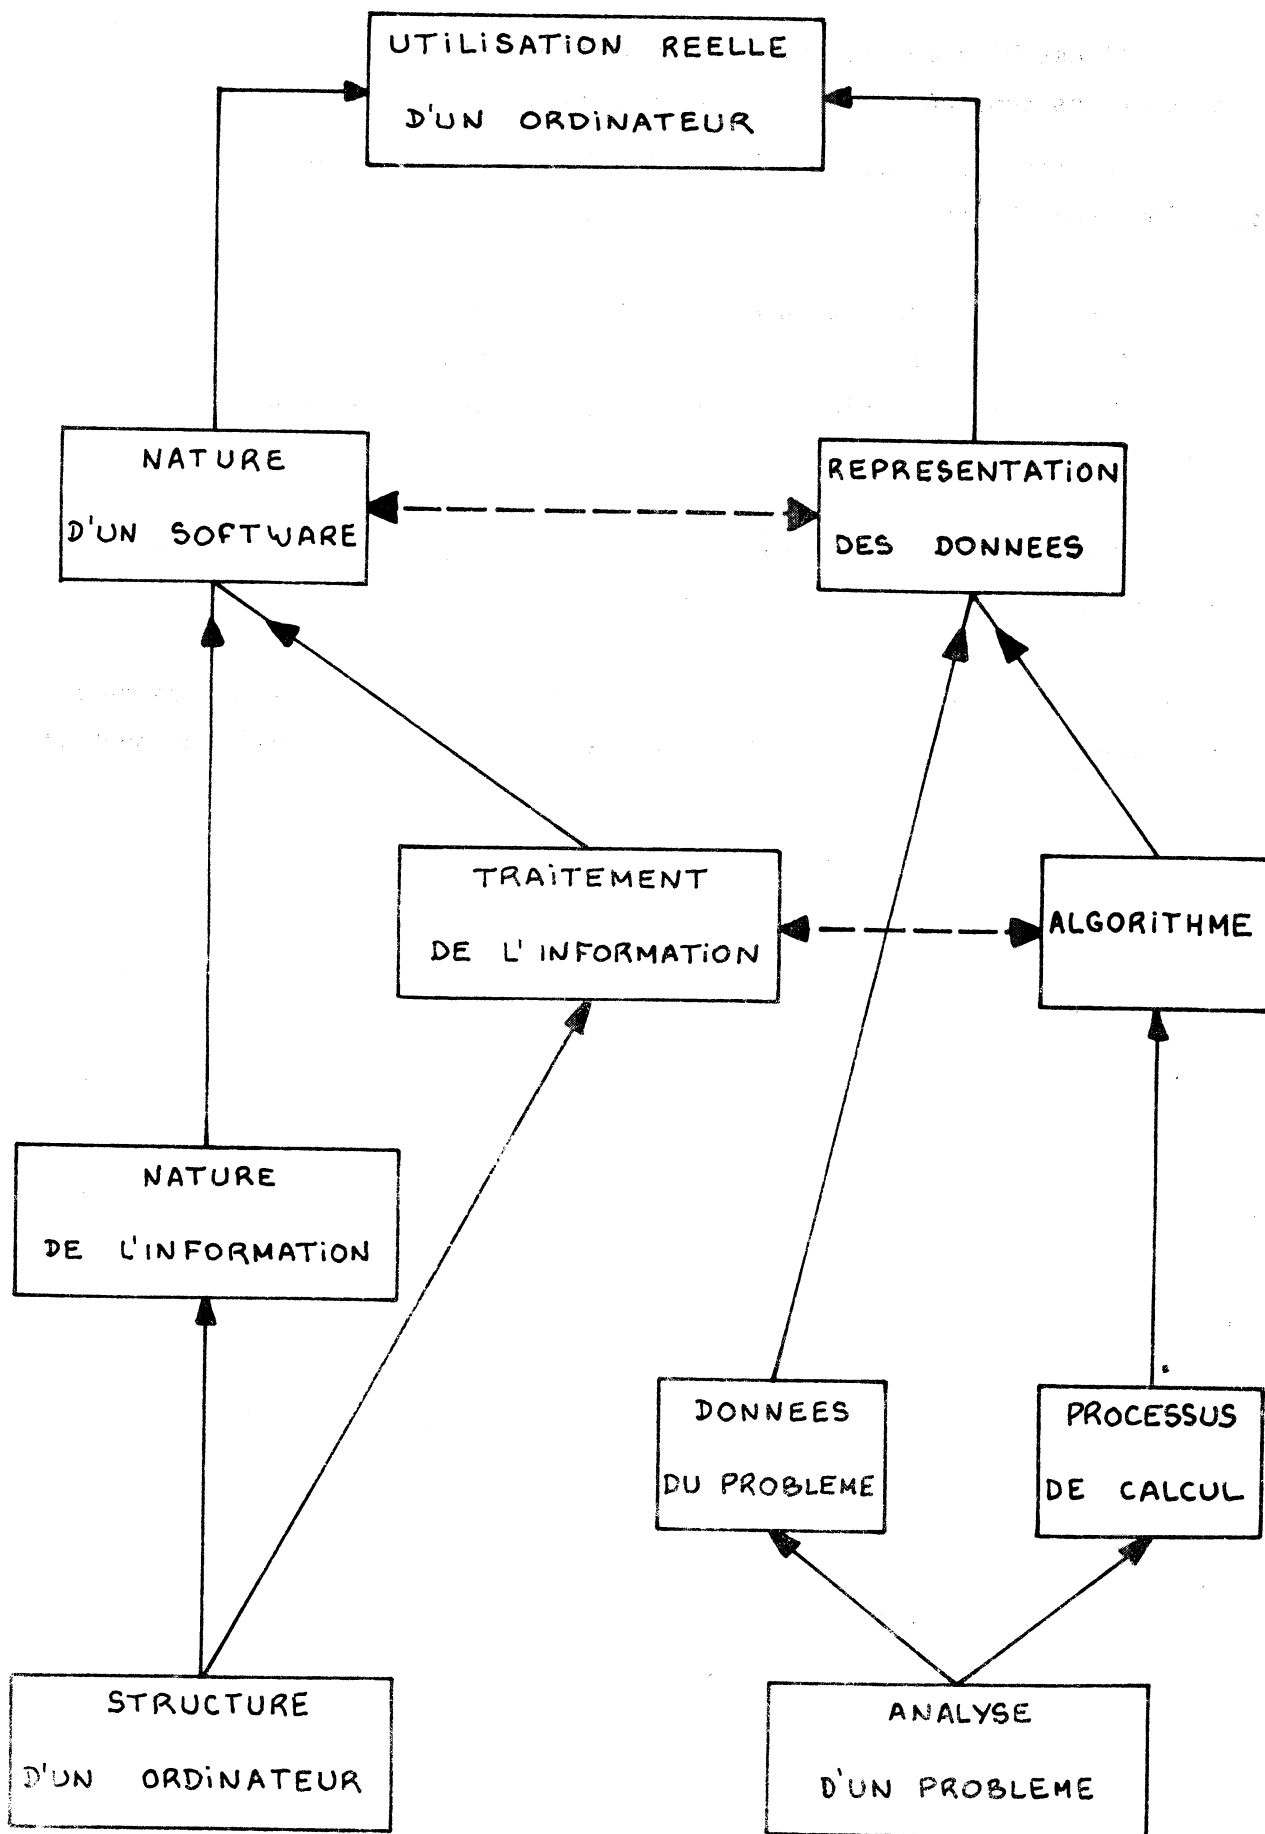 UTILISATION REELLE
D'UN ORDINATEUR
NATURE
D'UN SOFTWARE
REPRESENTATION
DES DONNEES
TRAITEMENT
DE L'INFORMATION
ALGORITHME
NATURE
DE L'INFORMATION
DONNEES
DU PROBLEME
PROCESSUS
DE CALCUL
STRUCTURE
D'UN ORDINATEUR
ANALYSE
D'UN PROBLEME